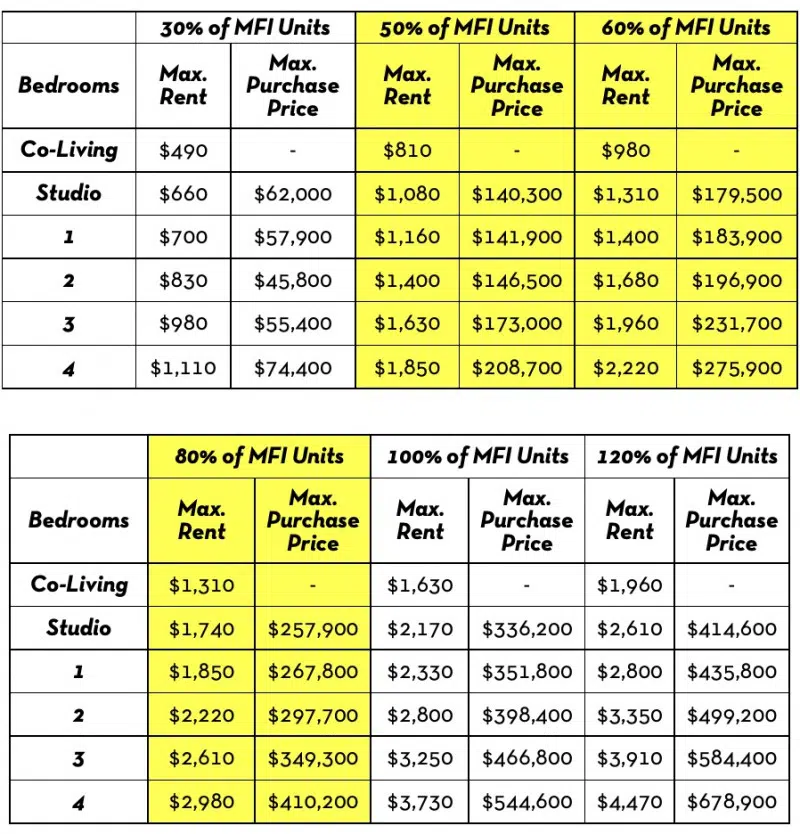 30% of MFI Units 50% of MFI Units 60% of MFI Units
Bedrooms Max. Rent Max. Purchase Price Max. Rent Max. Purchase Price Max. Rent Max. Purchase Price
Co-Living $490 - $810 - $980 -
Studio $660 $62,000 $1,080 $140,300 $1,310 $179,500
1 $700 $57,900 $1,160 $141,900 $1,400 $183,900
2 $830 $45,800 $1,400 $146,500 $1,680 $196,900
3 $980 $55,400 $1,630 $173,000 $1,960 $231,700
4 $1,110 $74,400 $1,850 $208,700 $2,220 $275,900
80% of MFI Units 100% of MFI Units 120% of MFI Units
Bedrooms Max. Rent Max. Purchase Price Max. Rent Max. Purchase Price Max. Rent Max. Purchase Price
Co-Living $1,310 - $1,630 - $1,960 -
Studio $1,740 $257,900 $2,170 $336,200 $2,610 $414,600
1 $1,850 $267,800 $2,330 $351,800 $2,800 $435,800
2 $2,220 $297,700 $2,800 $398,400 $3,350 $499,200
3 $2,610 $349,300 $3,250 $466,800 $3,910 $584,400
4 $2,980 $410,200 $3,730 $544,600 $4,470 $678,900